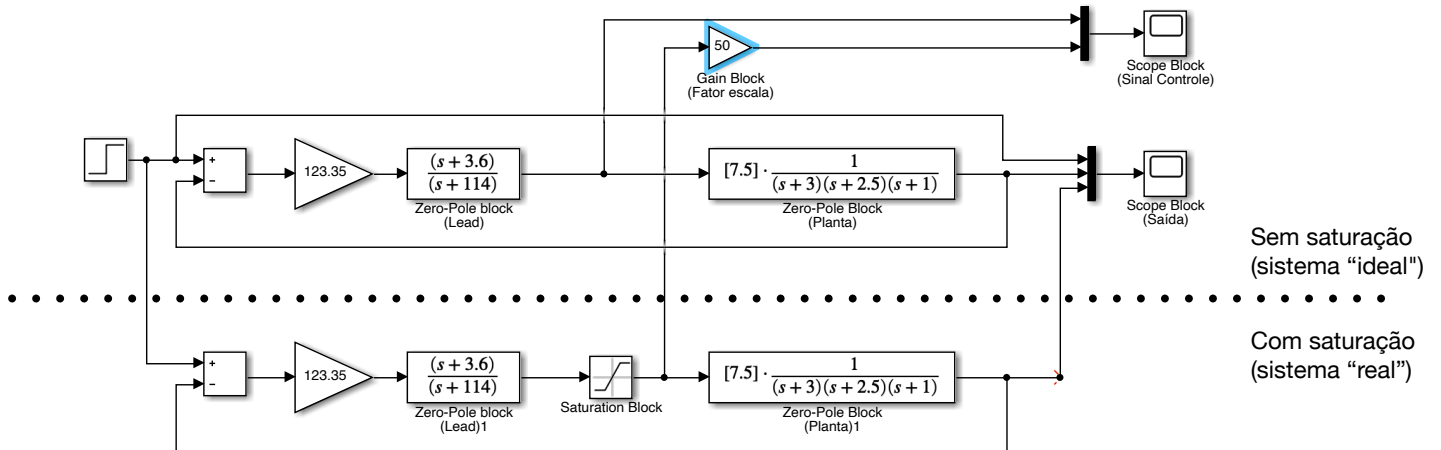 50
Gain Block
(Fator escala)
Scope Block
(Sinal Controle)
+
−
123.35
(s + 3.6)
(s + 114)
Zero-Pole block
(Lead)
[7.5] · 1
(s + 3)(s + 2.5)(s + 1)
Zero-Pole Block
(Planta)
Scope Block
(Saída)
Sem saturação
(sistema “ideal")
Com saturação
(sistema “real”)
+
−
123.35
(s + 3.6)
(s + 114)
Zero-Pole block
(Lead)1
Saturation Block
[7.5] · 1
(s + 3)(s + 2.5)(s + 1)
Zero-Pole Block
(Planta)1